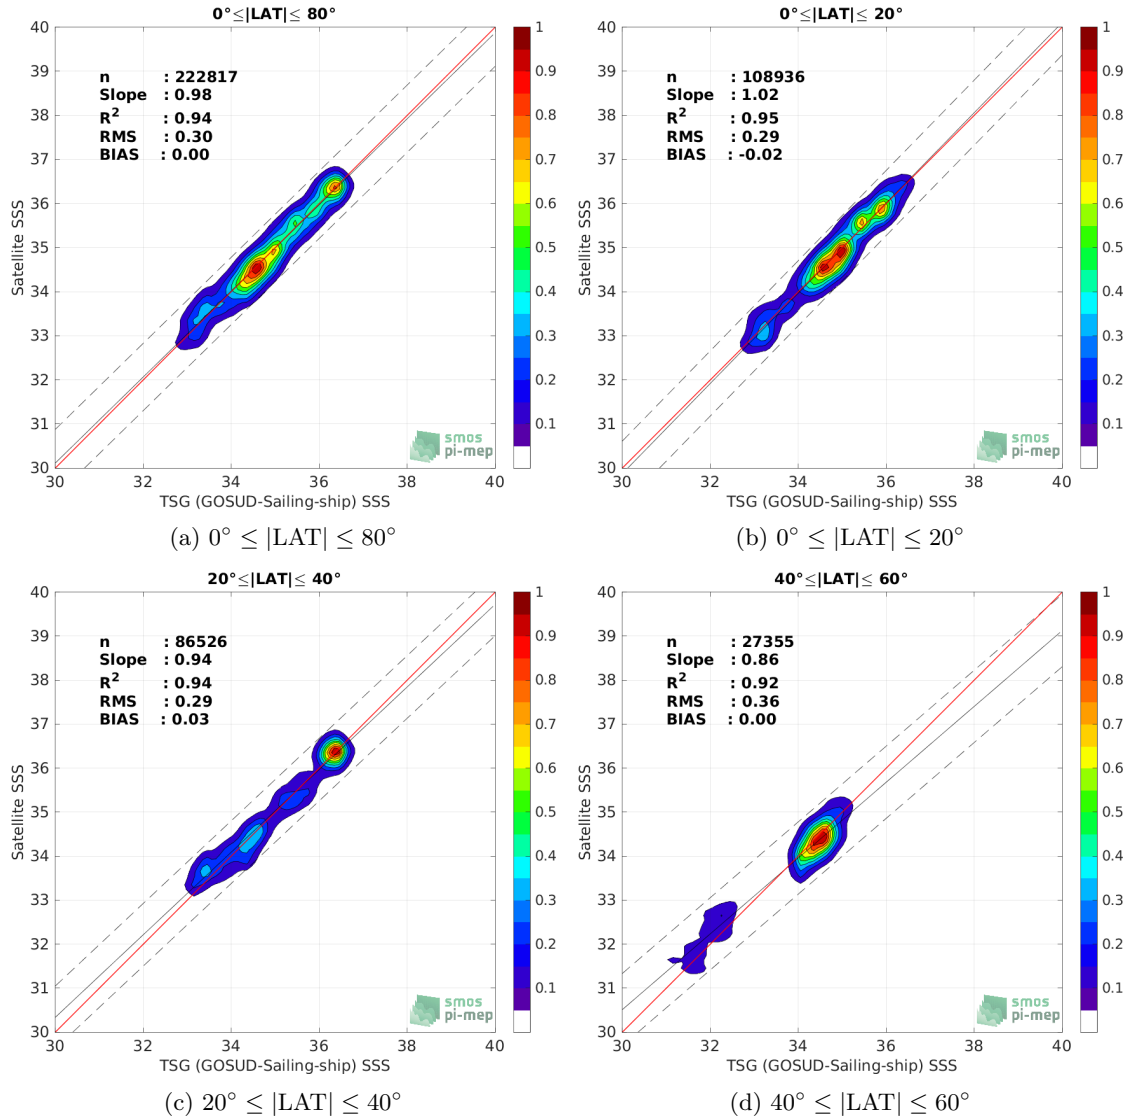 0°≤|LAT|≤ 80°
n : 222817
Slope : 0.98
R² : 0.94
RMS : 0.30
BIAS : 0.00
40
39
38
37
36
35
34
33
32
31
30
Satellite SSS
30 32 34 36 38 40
TSG (GOSUD-Sailing-ship) SSS
smos
pi-mep
1
0.9
0.8
0.7
0.6
0.5
0.4
0.3
0.2
0.1
(a) 0° ≤ |LAT| ≤ 80°
0°≤|LAT|≤ 20°
n : 108936
Slope : 1.02
R² : 0.95
RMS : 0.29
BIAS : -0.02
40
39
38
37
36
35
34
33
32
31
30
Satellite SSS
30 32 34 36 38 40
TSG (GOSUD-Sailing-ship) SSS
smos
pi-mep
1
0.9
0.8
0.7
0.6
0.5
0.4
0.3
0.2
0.1
(b) 0° ≤ |LAT| ≤ 20°
20°≤|LAT|≤ 40°
n : 86526
Slope : 0.94
R² : 0.94
RMS : 0.29
BIAS : 0.03
40
39
38
37
36
35
34
33
32
31
30
Satellite SSS
30 32 34 36 38 40
TSG (GOSUD-Sailing-ship) SSS
smos
pi-mep
1
0.9
0.8
0.7
0.6
0.5
0.4
0.3
0.2
0.1
(c) 20° ≤ |LAT| ≤ 40°
40°≤|LAT|≤ 60°
n : 27355
Slope : 0.86
R² : 0.92
RMS : 0.36
BIAS : 0.00
40
39
38
37
36
35
34
33
32
31
30
Satellite SSS
30 32 34 36 38 40
TSG (GOSUD-Sailing-ship) SSS
smos
pi-mep
1
0.9
0.8
0.7
0.6
0.5
0.4
0.3
0.2
0.1
(d) 40° ≤ |LAT| ≤ 60°